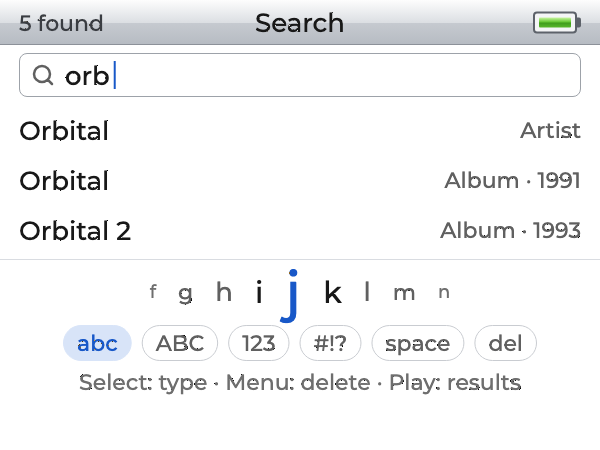 5 found Search
orb
Orbital Artist
Orbital Album · 1991
Orbital 2 Album · 1993
f g h i j k l m n
abc ABC 123 #!? space del
Select: type · Menu: delete · Play: results